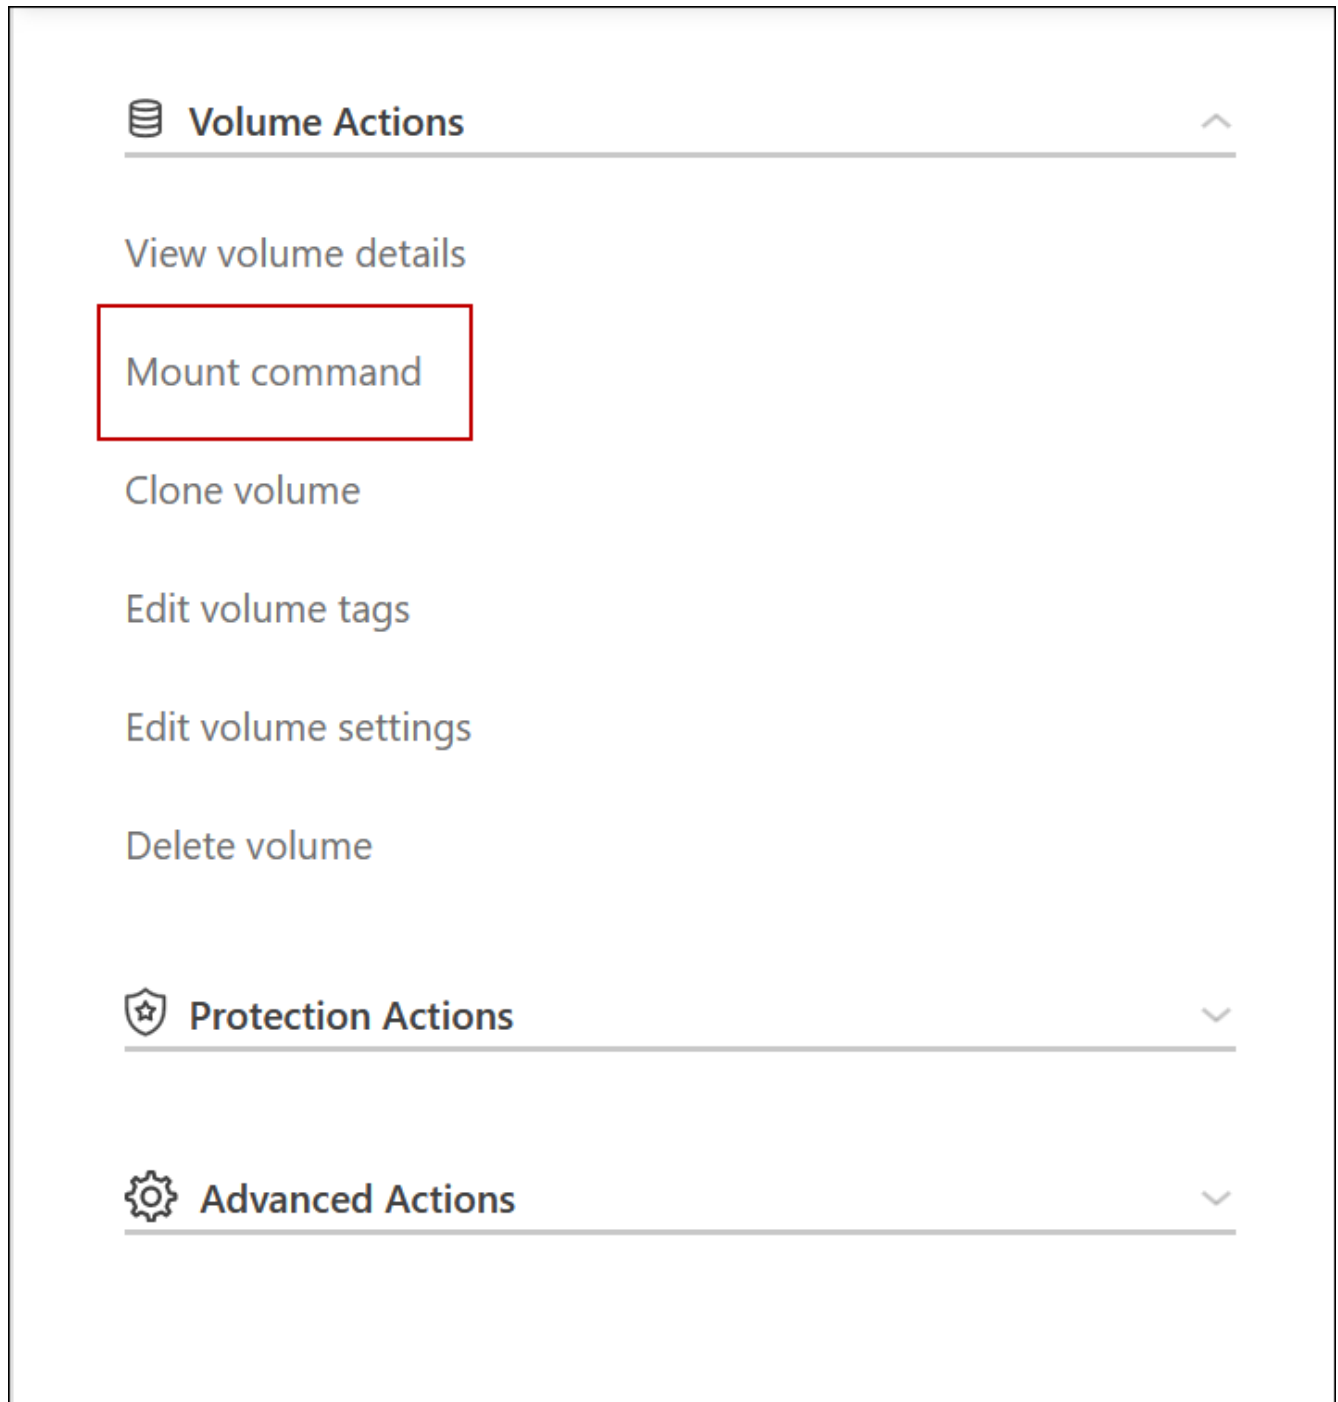 Volume Actions
View volume details
Mount command
Clone volume
Edit volume tags
Edit volume settings
Delete volume
Protection Actions
Advanced Actions